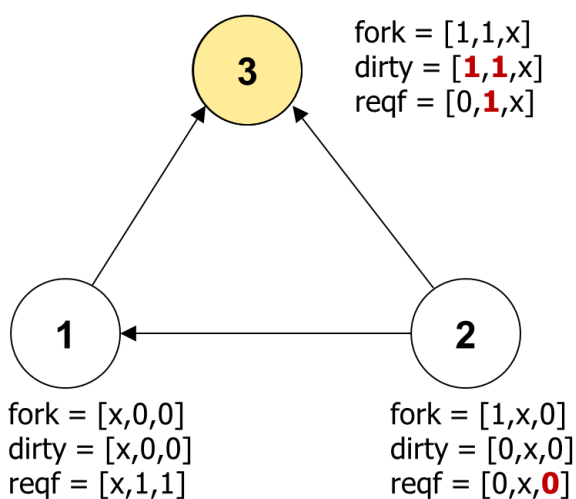 3
fork = [1,1,x]
dirty = [1,1,x]
reqf = [0,1,x]
1
2
fork = [x,0,0]
dirty = [x,0,0]
reqf = [x,1,1]
fork = [1,x,0]
dirty = [0,x,0]
reqf = [0,x,0]